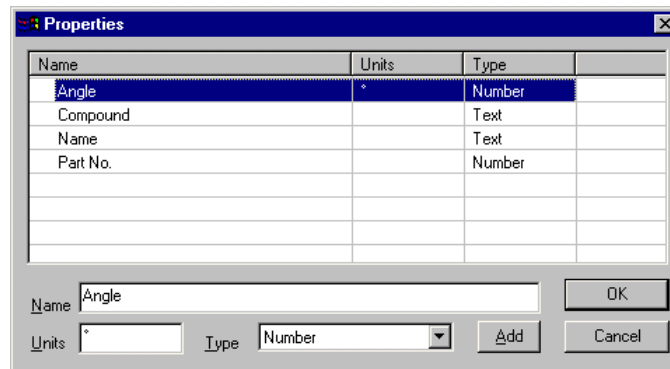 Properties
Name Units Type
Angle ° Number
Compound Text
Name Text
Part No. Number
Name Angle OK
Units ° Type Number Add Cancel